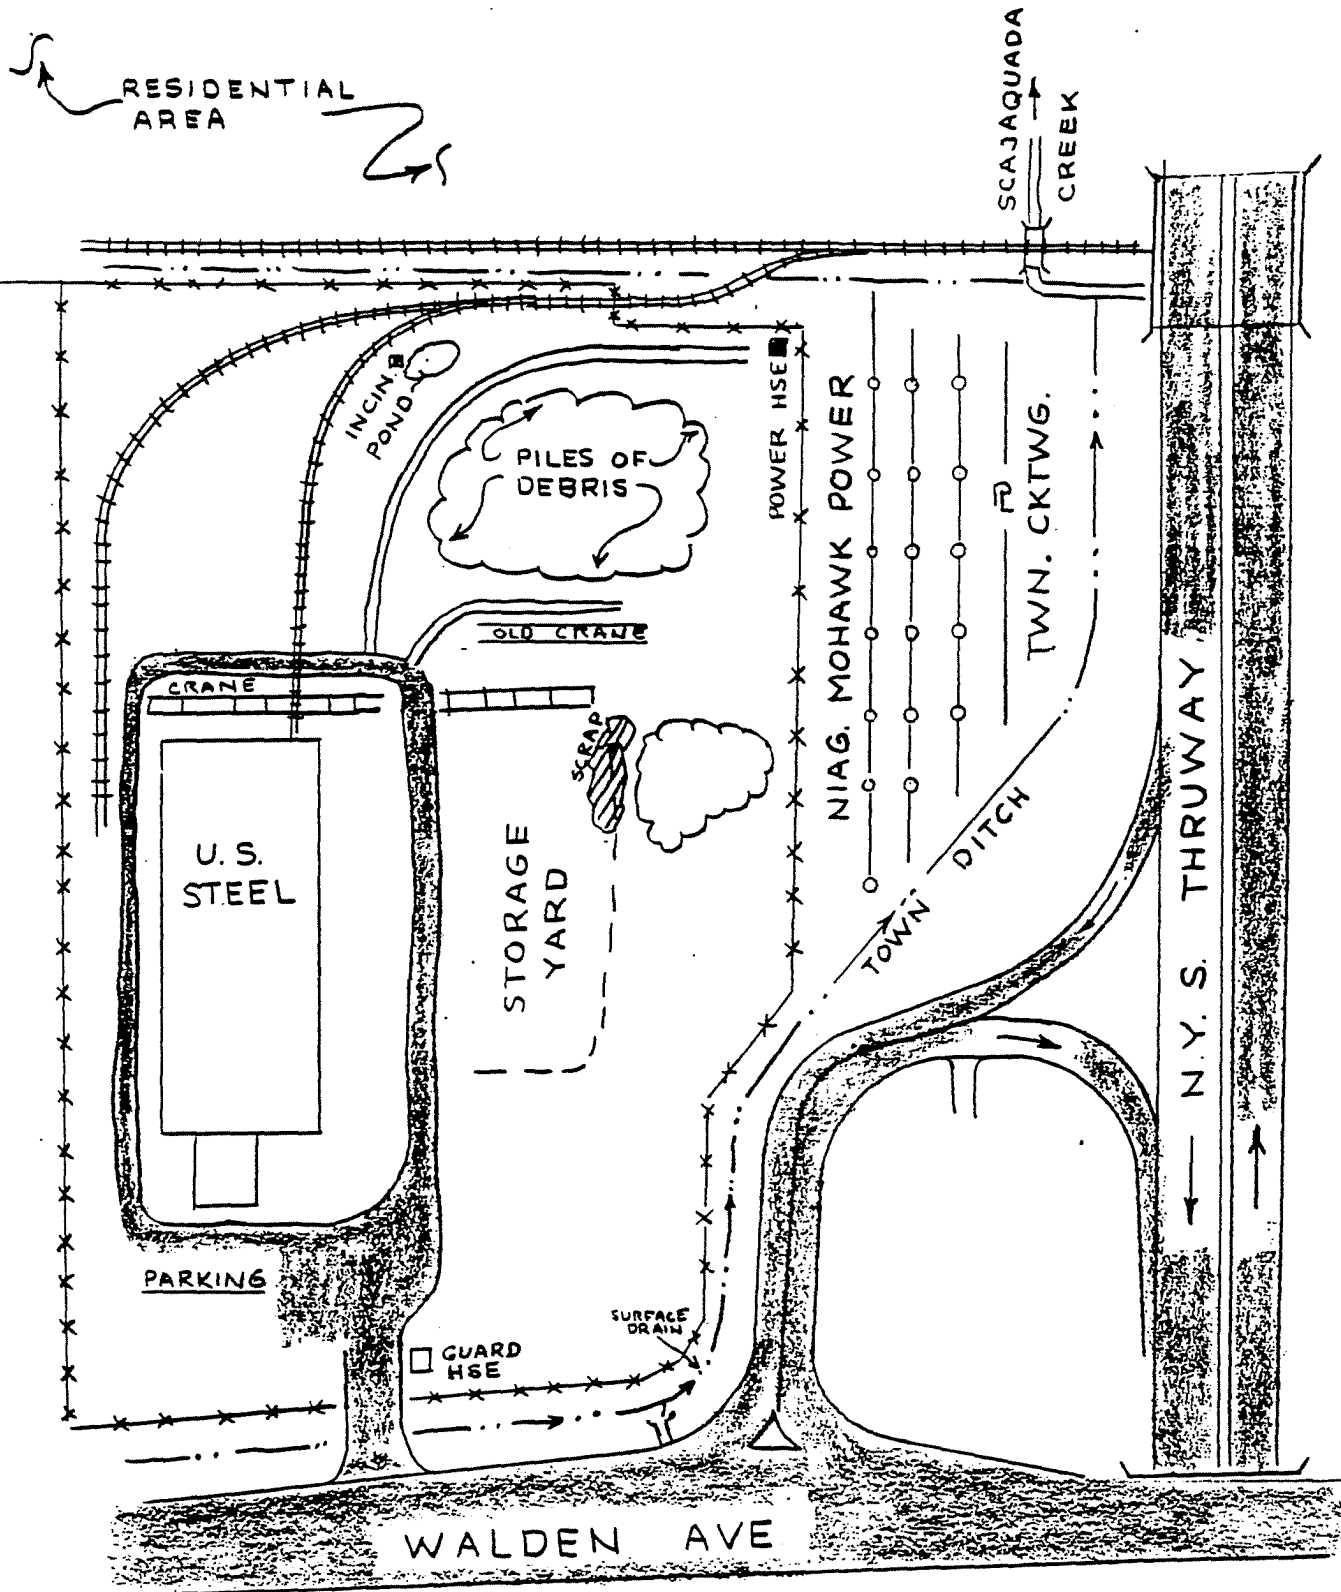 RESIDENTIAL
AREA
SCAJAQUADA
CREEK
INCIN.
POND
PILES OF
DEBRIS
POWER HSE
NIAG. MOHAWK POWER
TWN. CKTWG.
OLD CRANE
CRANE
SCRAP
U.S.
STEEL
STORAGE
YARD
TOWN DITCH
N.Y.S. THRUWAY
PARKING
SURFACE
DRAIN
GUARD
HSE
WALDEN AVE